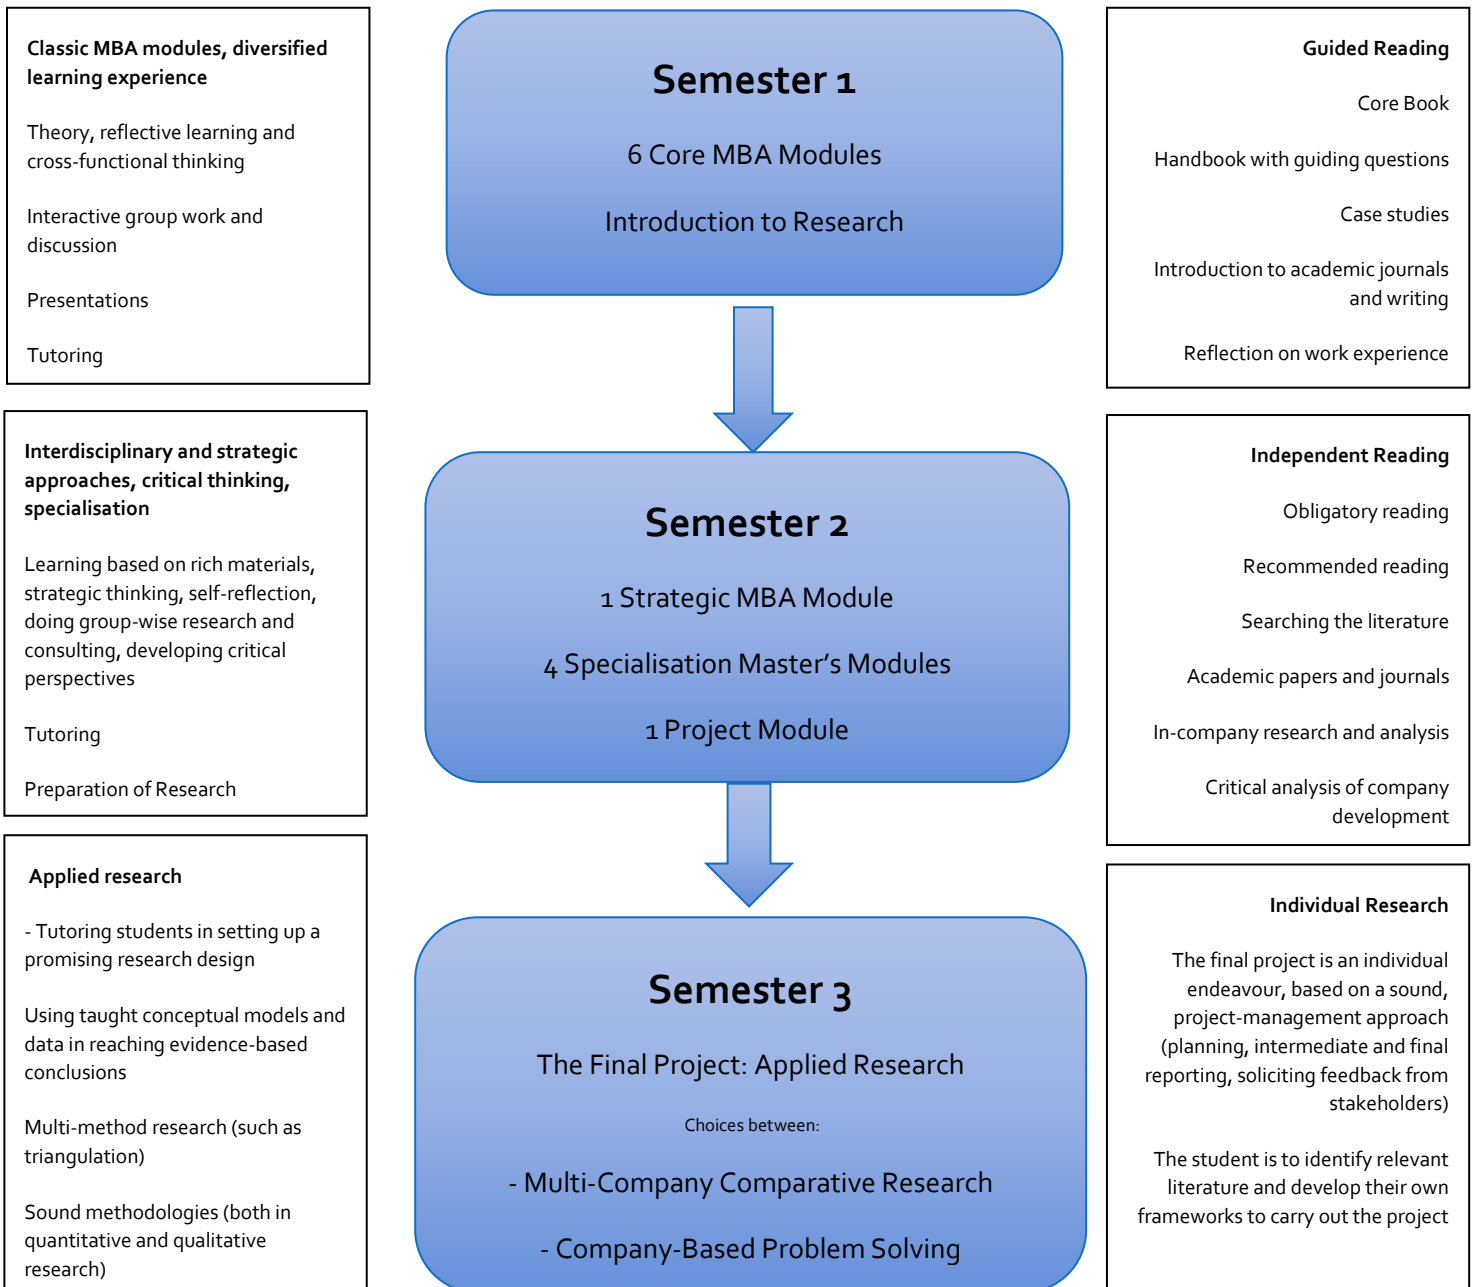 Classic MBA modules, diversified
learning experience
Theory, reflective learning and
cross-functional thinking
Interactive group work and
discussion
Presentations
Tutoring
Semester 1
6 Core MBA Modules
Introduction to Research
Guided Reading
Core Book
Handbook with guiding questions
Case studies
Introduction to academic journals
and writing
Reflection on work experience
Interdisciplinary and strategic
approaches, critical thinking,
specialisation
Learning based on rich materials,
strategic thinking, self-reflection,
doing group-wise research and
consulting, developing critical
perspectives
Tutoring
Preparation of Research
Semester 2
1 Strategic MBA Module
4 Specialisation Master’s Modules
1 Project Module
Independent Reading
Obligatory reading
Recommended reading
Searching the literature
Academic papers and journals
In-company research and analysis
Critical analysis of company
development
Applied research
- Tutoring students in setting up a
promising research design
Using taught conceptual models and
data in reaching evidence-based
conclusions
Multi-method research (such as
triangulation)
Sound methodologies (both in
quantitative and qualitative
research)
Semester 3
The Final Project: Applied Research
Choices between:
- Multi-Company Comparative Research
- Company-Based Problem Solving
Individual Research
The final project is an individual
endeavour, based on a sound,
project-management approach
(planning, intermediate and final
reporting, soliciting feedback from
stakeholders)
The student is to identify relevant
literature and develop their own
frameworks to carry out the project